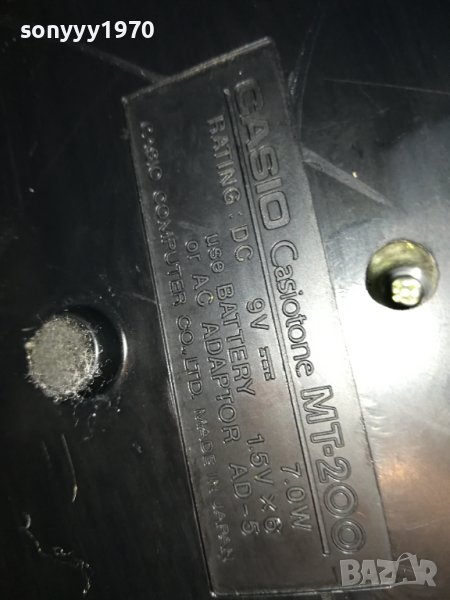 sonyyy1970
CASIO Casiotone MT-200
RATING : DC 9V ⎓ 7.0W
use BATTERY 1.5V × 6
or AC ADAPTOR AD-5
CASIO COMPUTER CO., LTD. MADE IN JAPAN
BAZAR